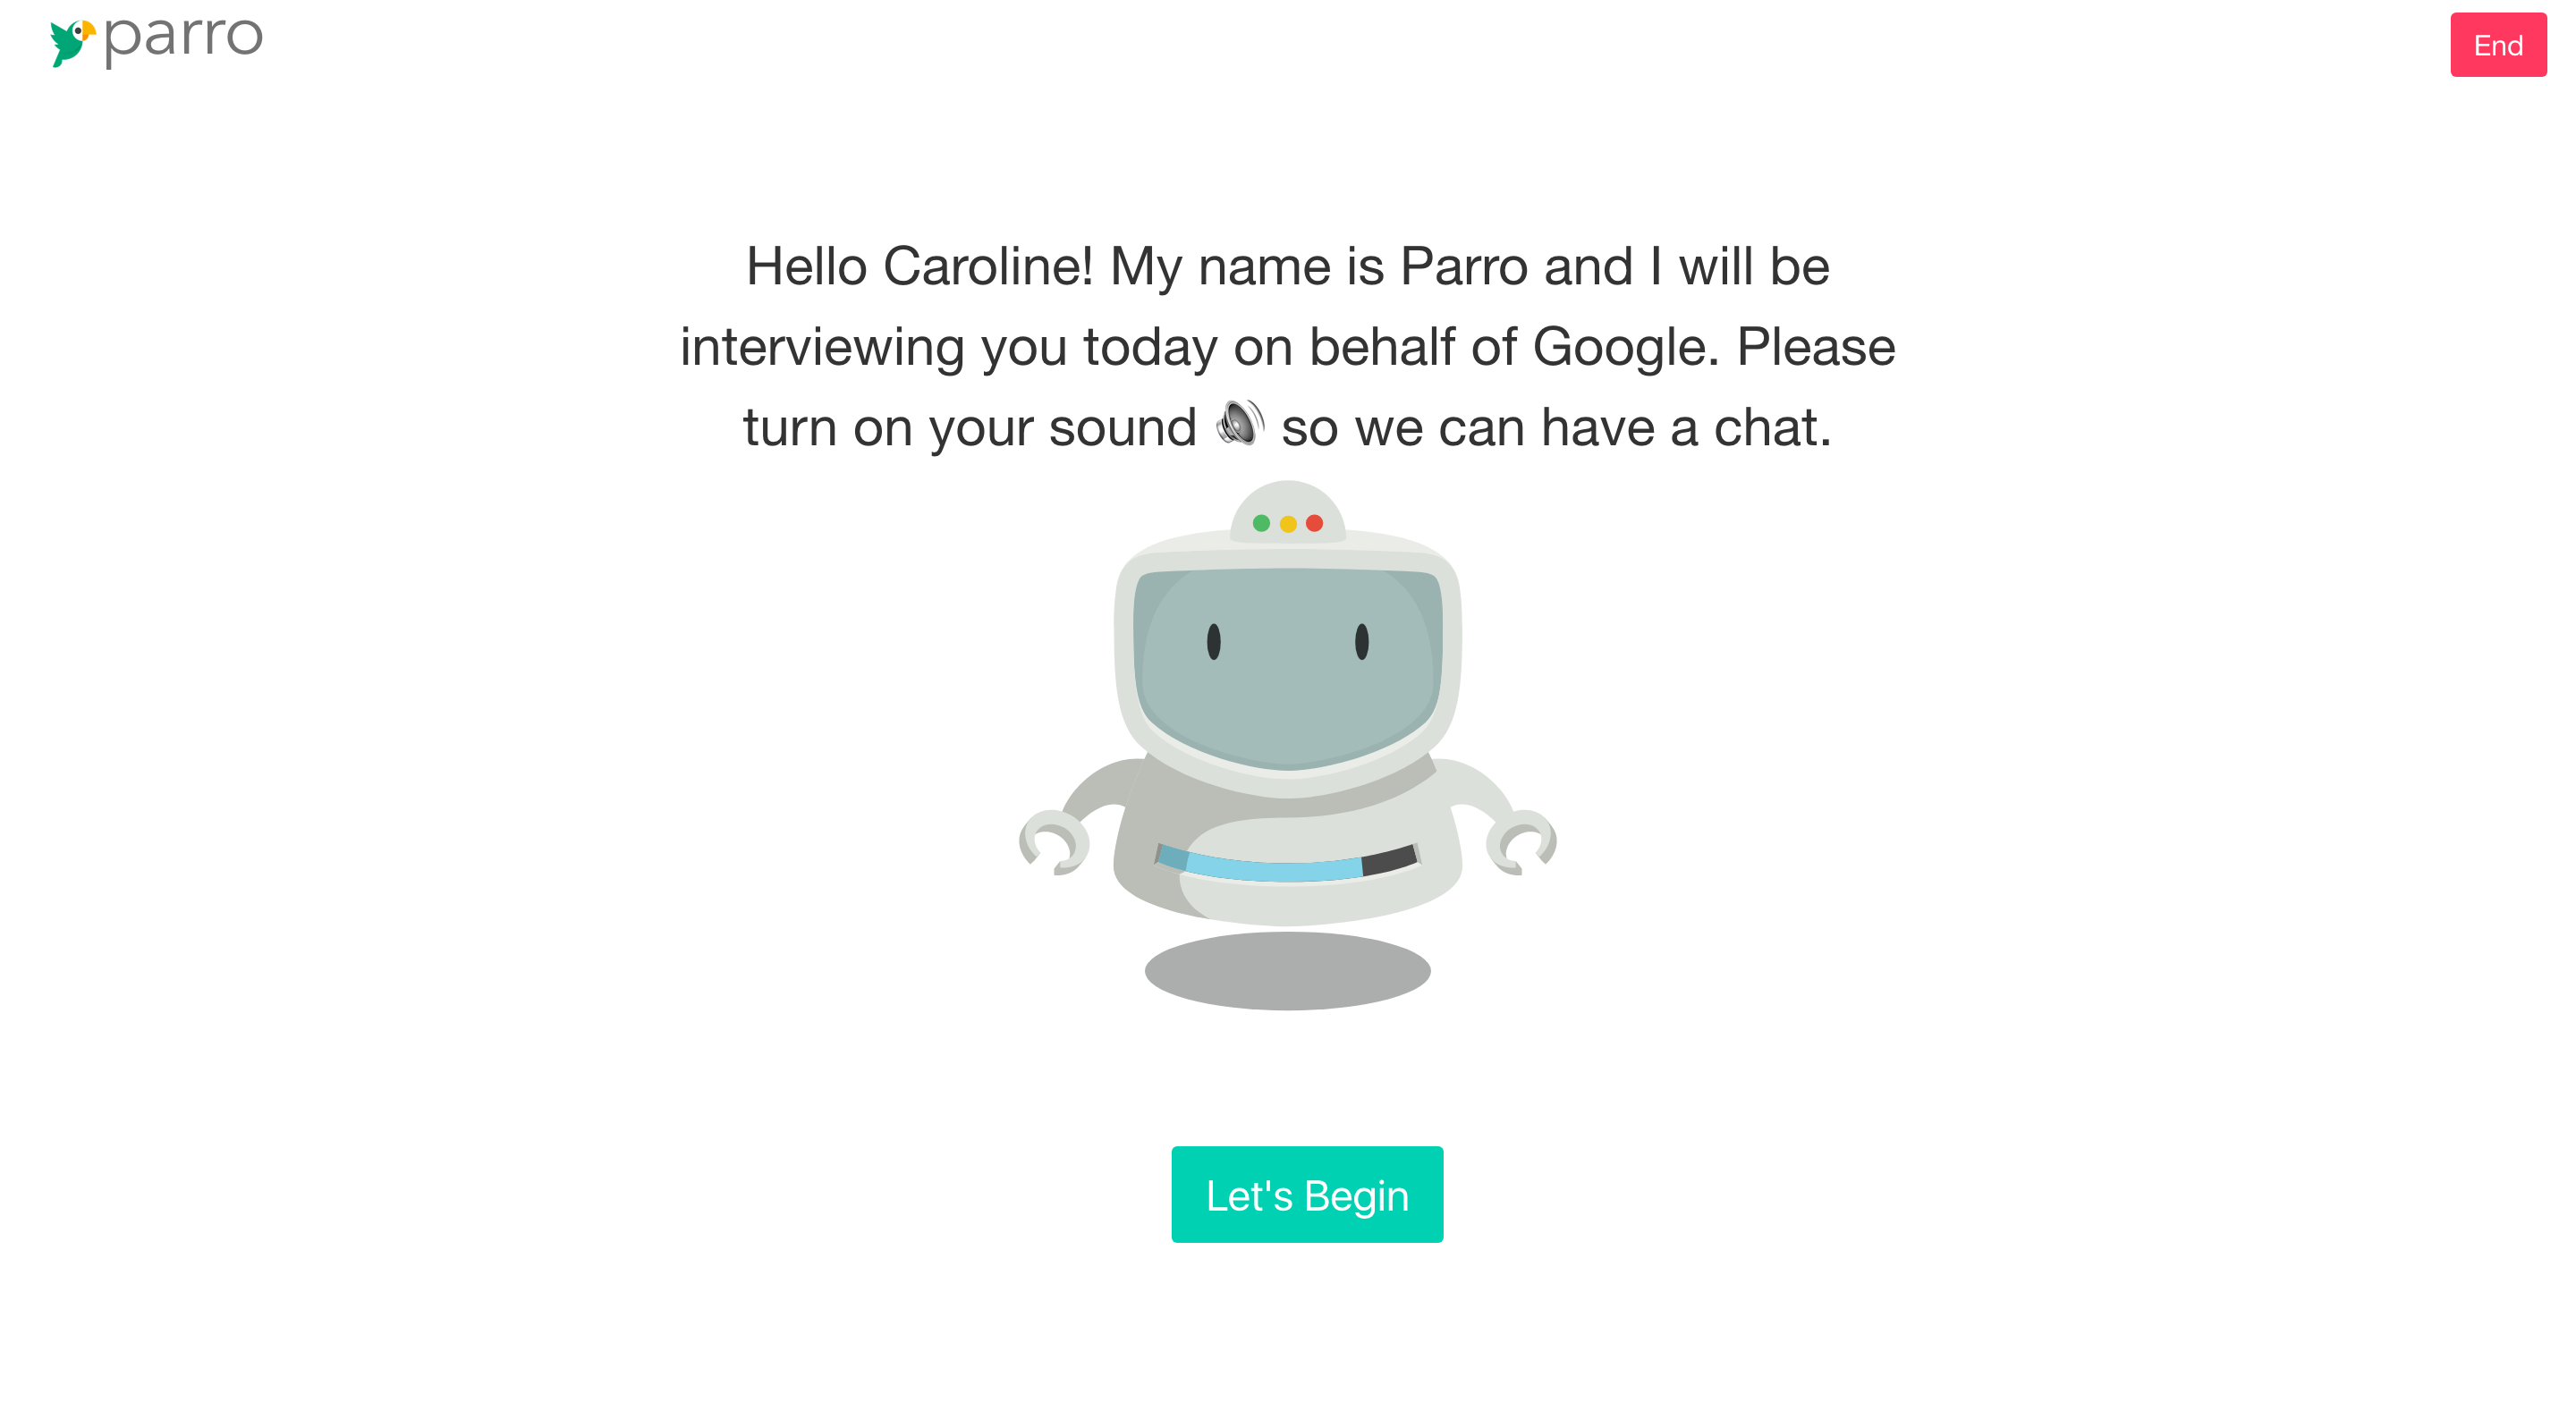 parro
End
Hello Caroline! My name is Parro and I will be
interviewing you today on behalf of Google. Please
turn on your sound 🔊 so we can have a chat.
Let's Begin